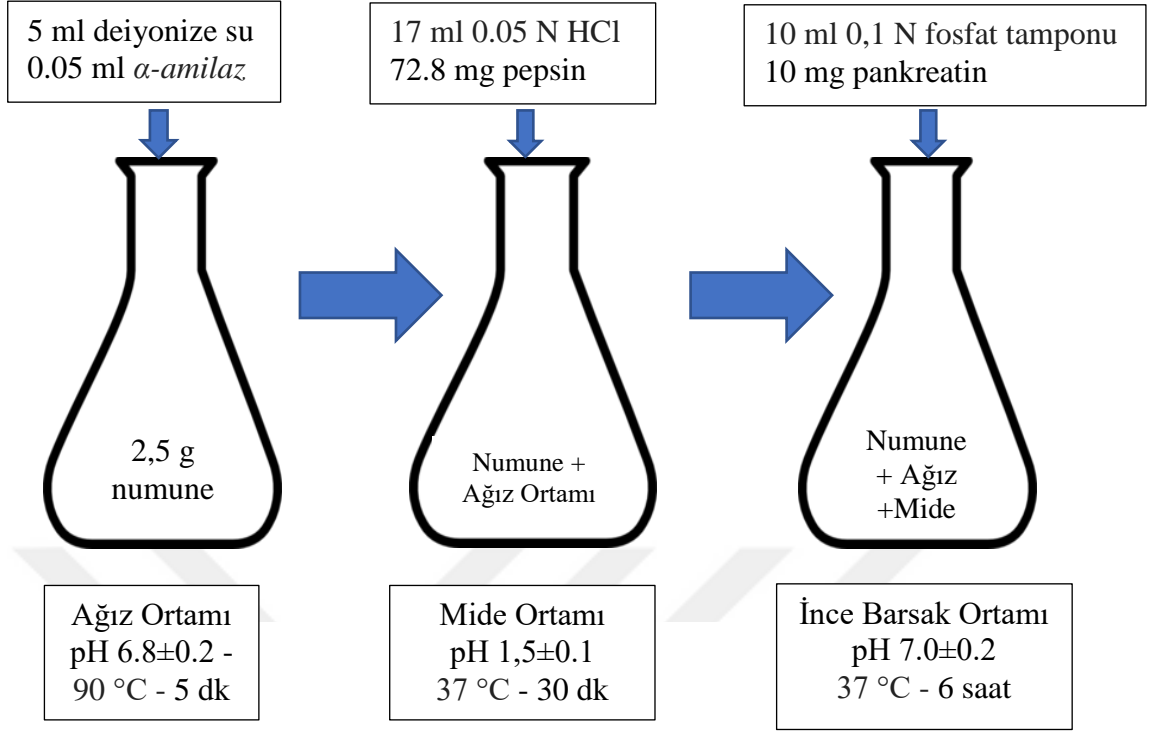 5 ml deiyonize su
0.05 ml α-amilaz
17 ml 0.05 N HCl
72.8 mg pepsin
10 ml 0,1 N fosfat tamponu
10 mg pankreatin
2,5 g
numune
Numune +
Ağız Ortamı
Numune
+ Ağız
+Mide
Ağız Ortamı
pH 6.8±0.2 -
90 °C - 5 dk
Mide Ortamı
pH 1,5±0.1
37 °C - 30 dk
İnce Barsak Ortamı
pH 7.0±0.2
37 °C - 6 saat